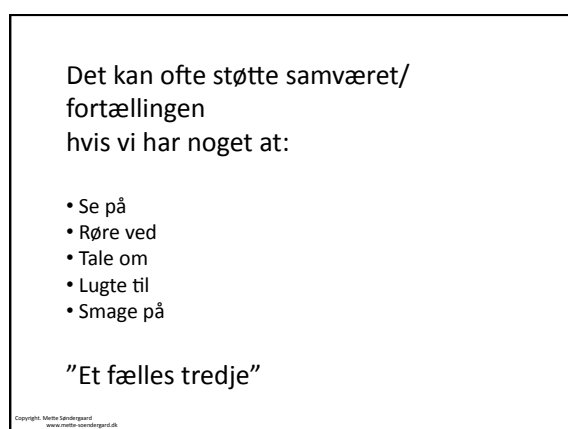 Det kan ofte støtte samværet/
fortællingen
hvis vi har noget at:
• Se på
• Røre ved
• Tale om
• Lugte til
• Smage på
”Et fælles tredje”
Copyright. Mette Søndergaard
www.mette-soendergard.dk